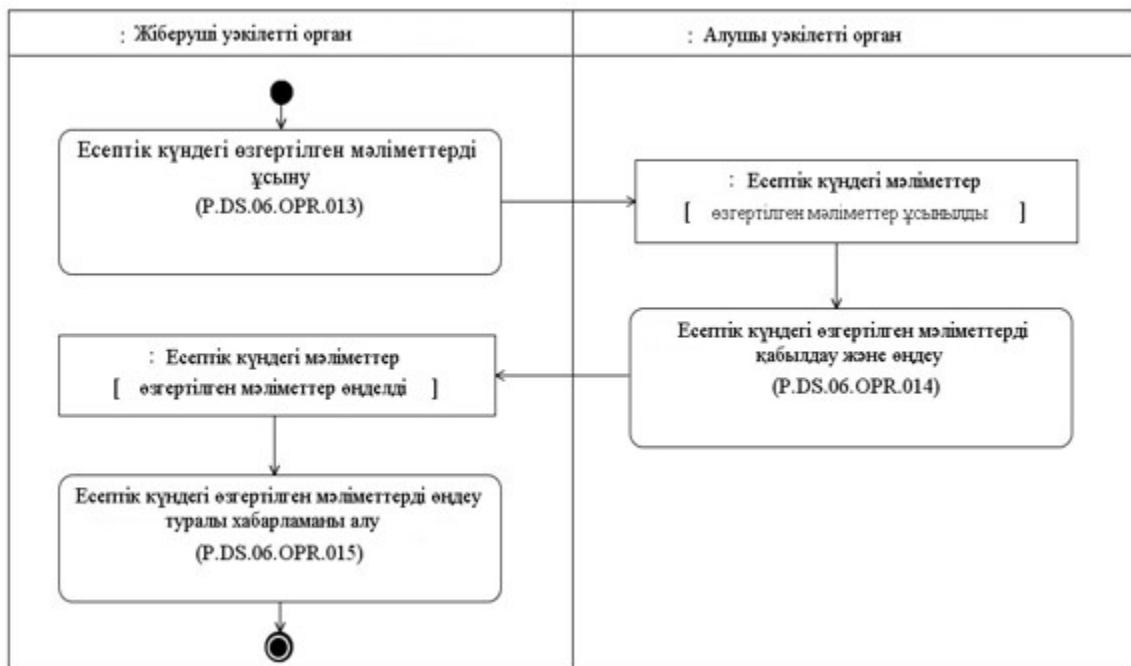 : Жіберуші уәкілетті орган
: Алушы уәкілетті орган
Есептік күндегі өзгертілген мәліметтерді
ұсыну
(P.DS.06.OPR.013)
: Есептік күндегі мәліметтер
[ өзгертілген мәліметтер ұсынылды ]
Есептік күндегі өзгертілген мәліметтерді
қабылдау және өңдеу
(P.DS.06.OPR.014)
: Есептік күндегі мәліметтер
[ өзгертілген мәліметтер өңделді ]
Есептік күндегі өзгертілген мәліметтерді өңдеу
туралы хабарламаны алу
(P.DS.06.OPR.015)